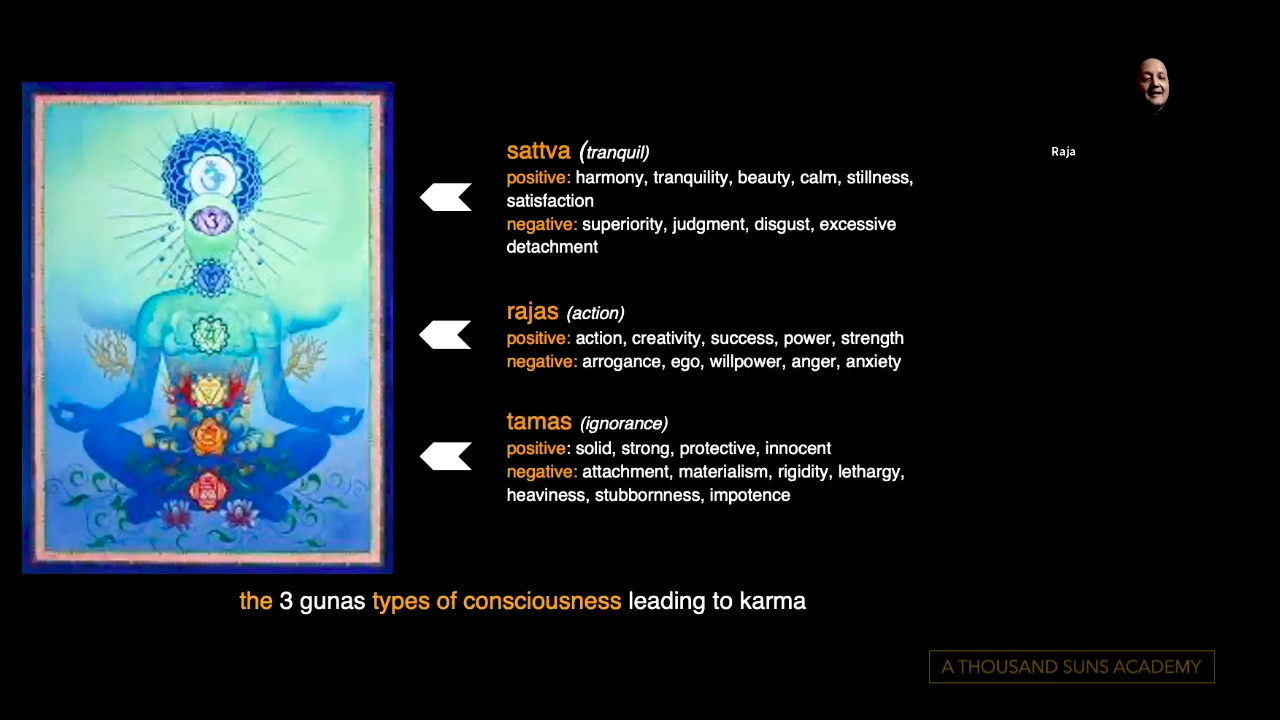 sattva (tranquil)
positive: harmony, tranquility, beauty, calm, stillness,
satisfaction
negative: superiority, judgment, disgust, excessive
detachment
Raja
rajas (action)
positive: action, creativity, success, power, strength
negative: arrogance, ego, willpower, anger, anxiety
tamas (ignorance)
positive: solid, strong, protective, innocent
negative: attachment, materialism, rigidity, lethargy,
heaviness, stubbornness, impotence
the 3 gunas types of consciousness leading to karma
A THOUSAND SUNS ACADEMY